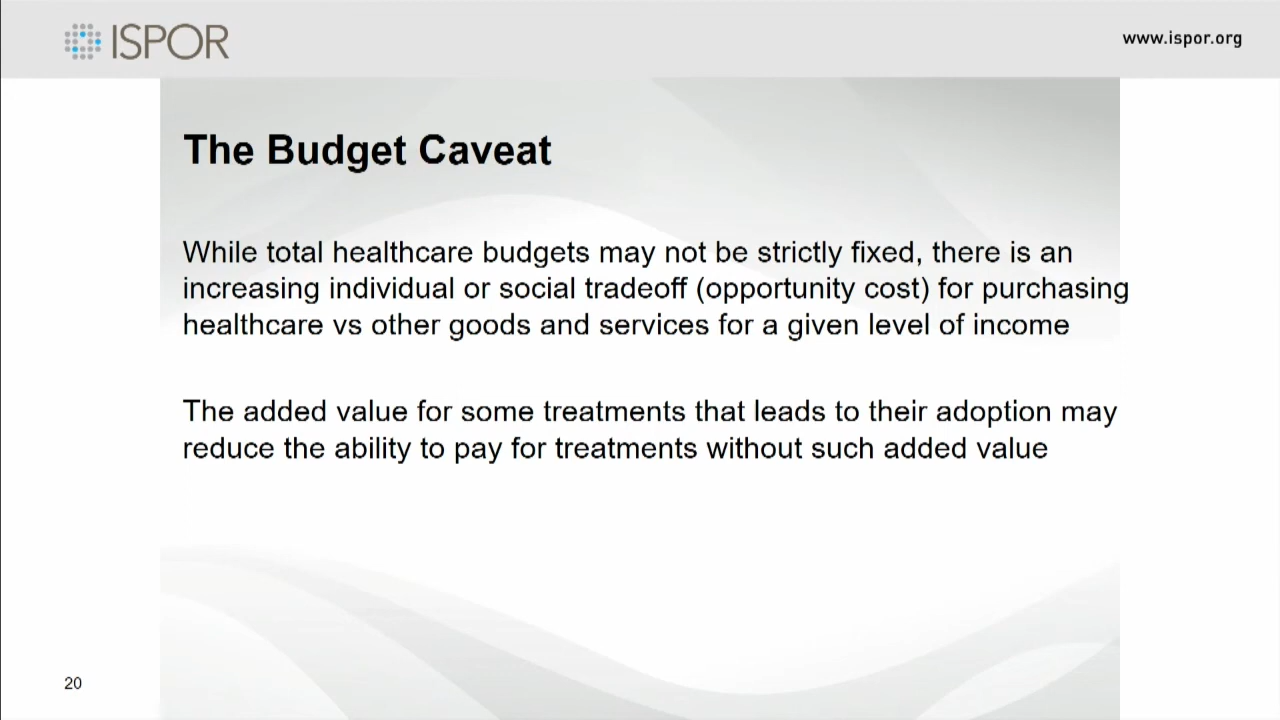 ISPOR
www.ispor.org
The Budget Caveat
While total healthcare budgets may not be strictly fixed, there is an
increasing individual or social tradeoff (opportunity cost) for purchasing
healthcare vs other goods and services for a given level of income
The added value for some treatments that leads to their adoption may
reduce the ability to pay for treatments without such added value
20